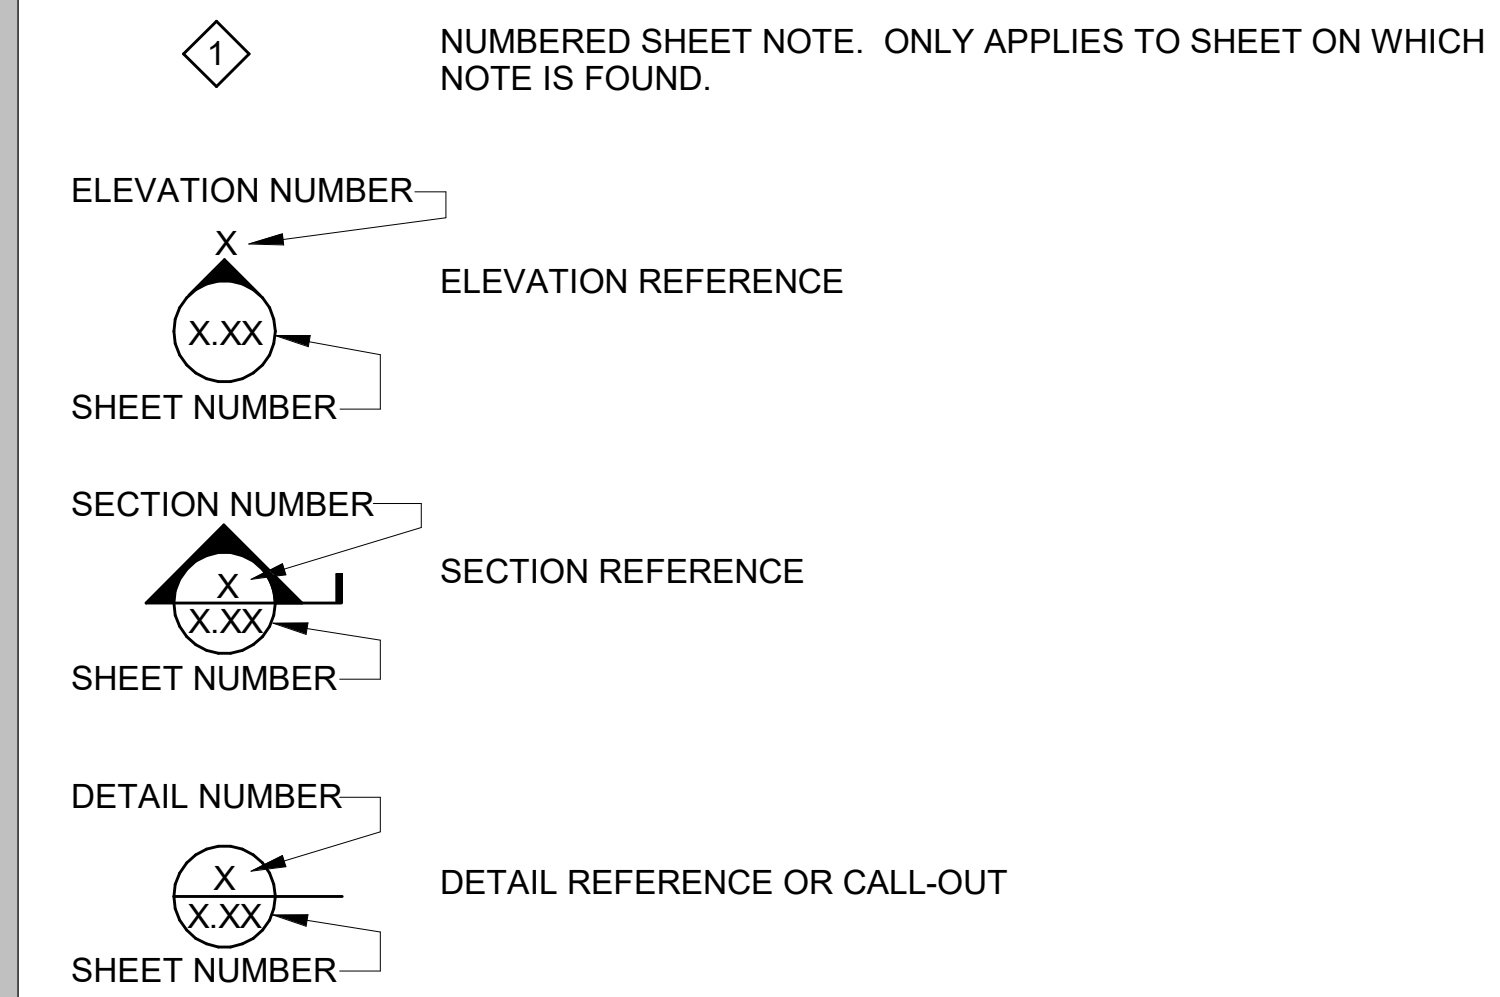 1
NUMBERED SHEET NOTE.  ONLY APPLIES TO SHEET ON WHICH
NOTE IS FOUND.
ELEVATION NUMBER
X
ELEVATION REFERENCE
X.XX
SHEET NUMBER
SECTION NUMBER
X
SECTION REFERENCE
X.XX
SHEET NUMBER
DETAIL NUMBER
X
DETAIL REFERENCE OR CALL-OUT
X.XX
SHEET NUMBER